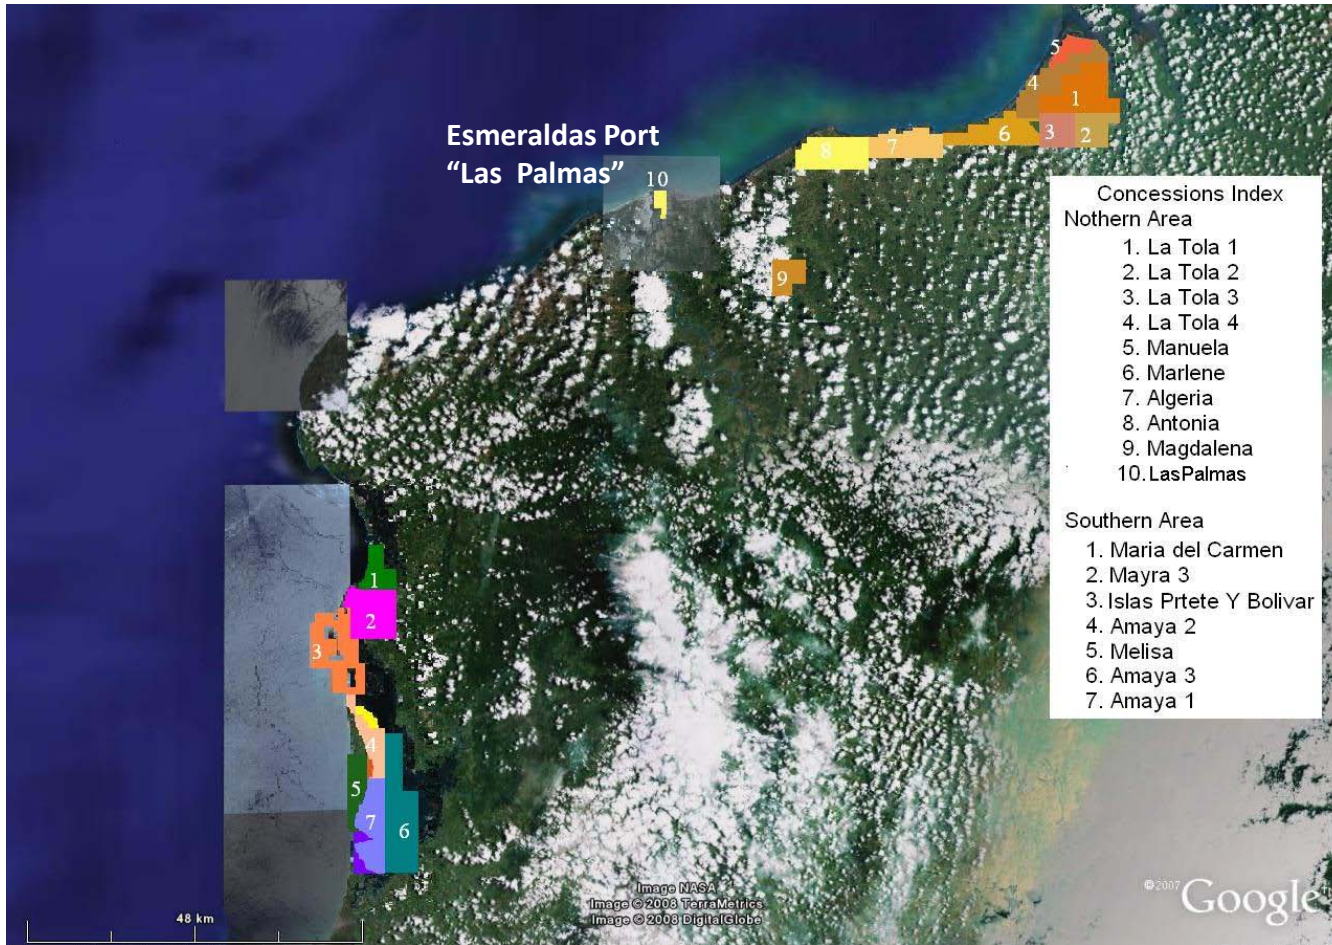 Esmeraldas Port
“Las Palmas”
10
5
4
1
6
3
2
7
8
9
Concessions Index
Nothern Area
1. La Tola 1
2. La Tola 2
3. La Tola 3
4. La Tola 4
5. Manuela
6. Marlene
7. Algeria
8. Antonia
9. Magdalena
10. LasPalmas
Southern Area
1. Maria del Carmen
2. Mayra 3
3. Islas Prtete Y Bolivar
4. Amaya 2
5. Melisa
6. Amaya 3
7. Amaya 1
1
2
3
4
5
7
6
Image NASA
Image © 2008 TerraMetrics
Image © 2008 DigitalGlobe
©2007 Google
48 km